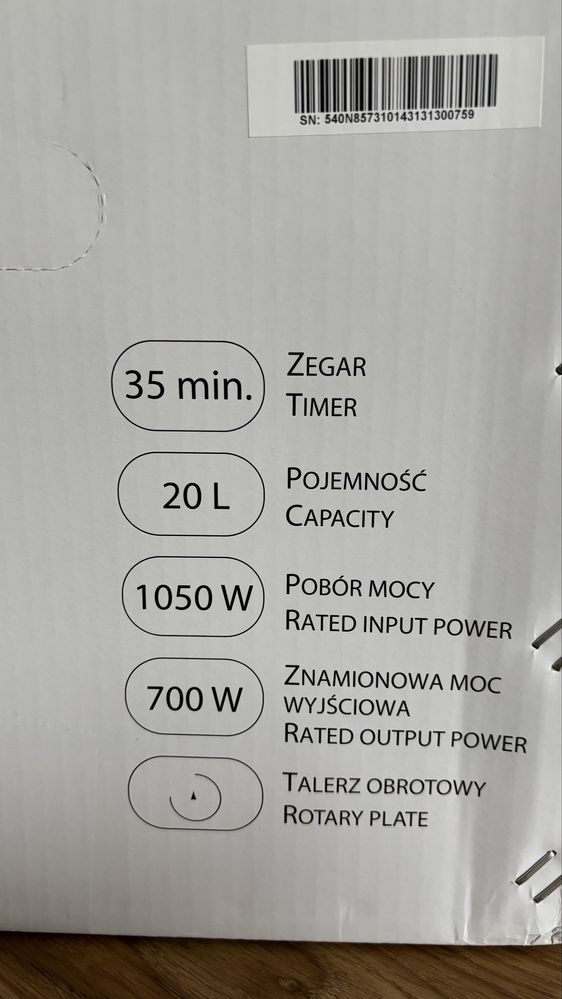 SN: 540N857310143131300759
35 min.
ZEGAR
TIMER
20 L
POJEMNOŚĆ
CAPACITY
1050 W
POBÓR MOCY
RATED INPUT POWER
700 W
ZNAMIONOWA MOC
WYJŚCIOWA
RATED OUTPUT POWER
TALERZ OBROTOWY
ROTARY PLATE